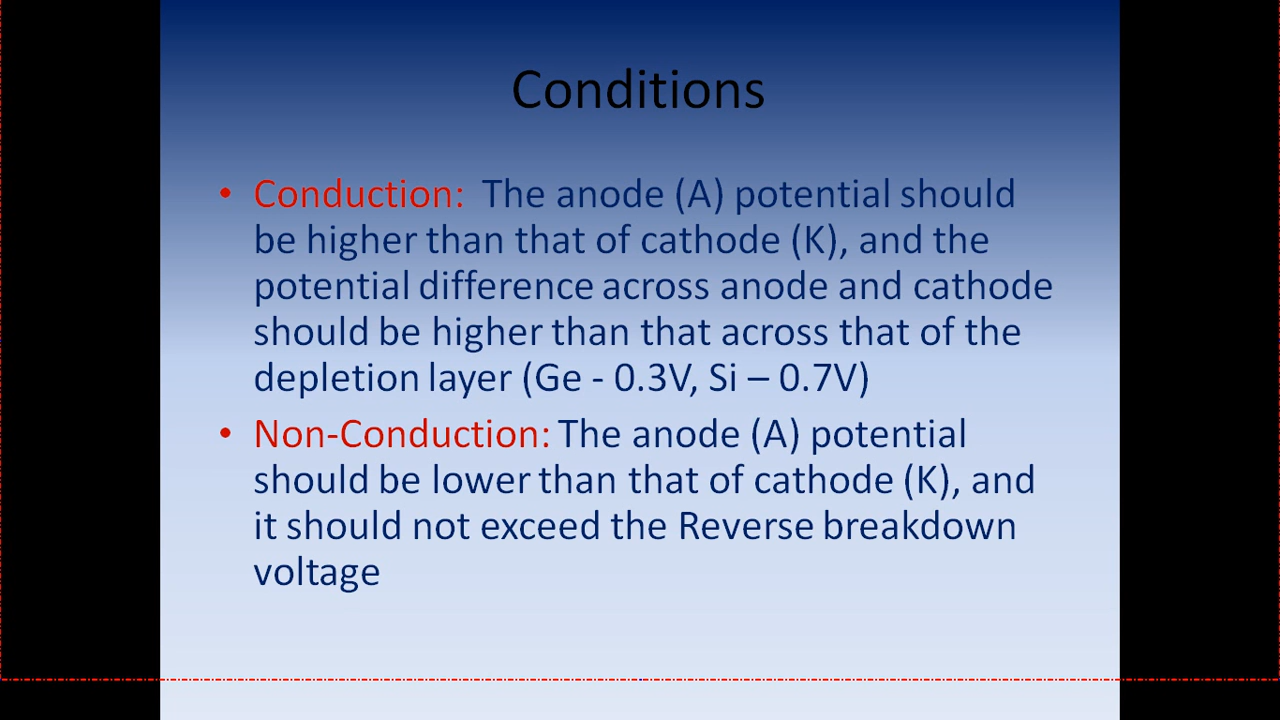 Conditions
• Conduction: The anode (A) potential should
be higher than that of cathode (K), and the
potential difference across anode and cathode
should be higher than that across that of the
depletion layer (Ge - 0.3V, Si – 0.7V)
• Non-Conduction: The anode (A) potential
should be lower than that of cathode (K), and
it should not exceed the Reverse breakdown
voltage